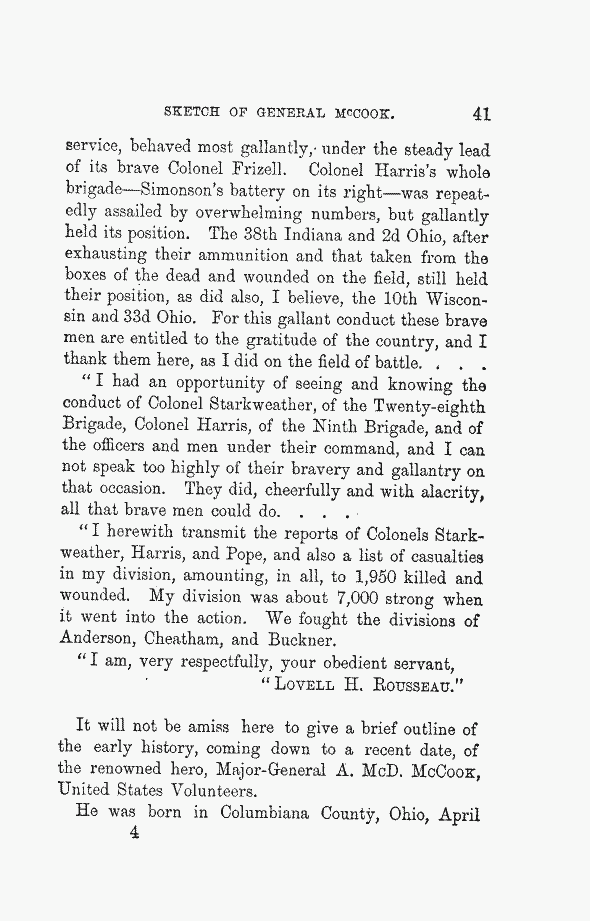 SKETCH OF GENERAL McCOOK. 41
service, behaved most gallantly, under the steady lead
of its brave Colonel Frizell. Colonel Harris's whole
brigade—Simonson's battery on its right—was repeat-
edly assailed by overwhelming numbers, but gallantly
held its position. The 38th Indiana and 2d Ohio, after
exhausting their ammunition and that taken from the
boxes of the dead and wounded on the field, still held
their position, as did also, I believe, the 10th Wiscon-
sin and 33d Ohio. For this gallant conduct these brave
men are entitled to the gratitude of the country, and I
thank them here, as I did on the field of battle. . . .
"I had an opportunity of seeing and knowing the
conduct of Colonel Starkweather, of the Twenty-eighth
Brigade, Colonel Harris, of the Ninth Brigade, and of
the officers and men under their command, and I can
not speak too highly of their bravery and gallantry on
that occasion. They did, cheerfully and with alacrity,
all that brave men could do. . . .
"I herewith transmit the reports of Colonels Stark-
weather, Harris, and Pope, and also a list of casualties
in my division, amounting, in all, to 1,950 killed and
wounded. My division was about 7,000 strong when
it went into the action. We fought the divisions of
Anderson, Cheatham, and Buckner.
"I am, very respectfully, your obedient servant,
"LOVELL H. ROUSSEAU."
It will not be amiss here to give a brief outline of
the early history, coming down to a recent date, of
the renowned hero, Major-General A. McD. McCOOK,
United States Volunteers.
He was born in Columbiana County, Ohio, April
4